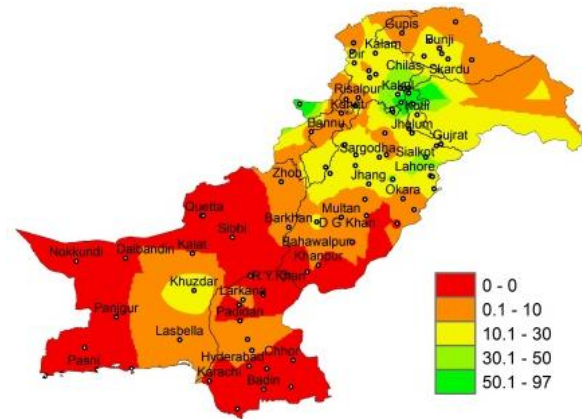 Gupis
Kalam
Bunji
Dir
Chilas
Skardu
Kakul
Risalpur
Kotli
Kohat
Bannu
Jhelum
Gujrat
Sargodha
Sialkot
Zhob
Jhang
Lahore
Okara
Quetta
Barkhan
Multan
D G Khan
Sibbi
Bahawalpur
Nokkundi
Dalbandin
Kalat
Khanpur
R Y Khan
Khuzdar
Larkana
Panjgur
Padidan
Lasbella
Pasni
Hyderabad
Chhor
Karachi
Badin
0 - 0
0.1 - 10
10.1 - 30
30.1 - 50
50.1 - 97